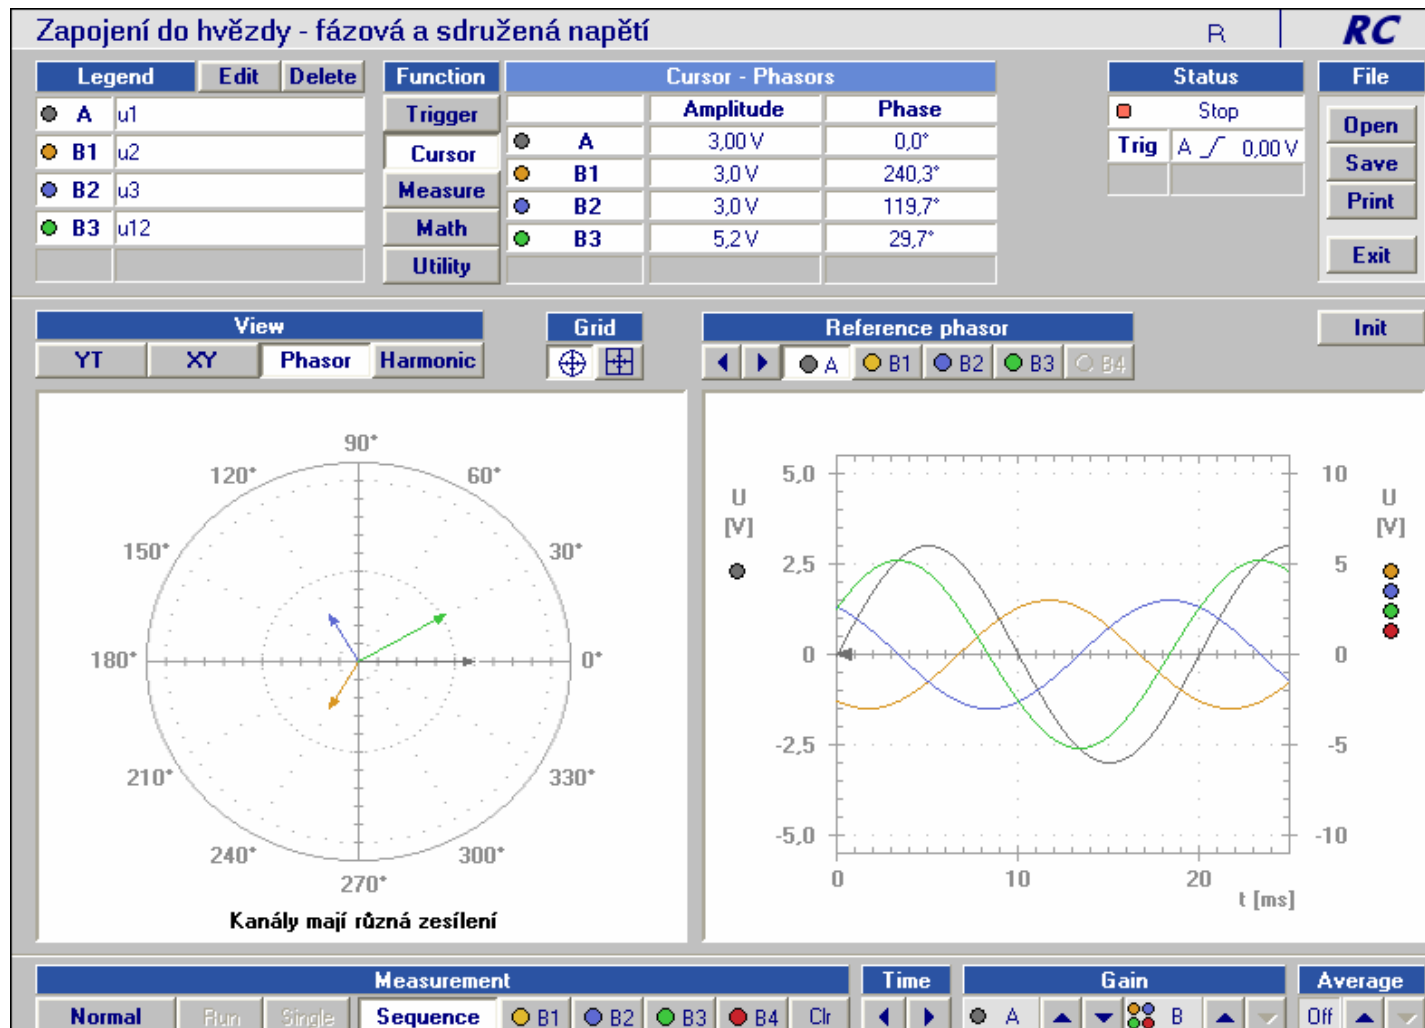 Zapojení do hvězdy - fázová a sdružená napětí R RC
Legend Edit Delete Function Cursor - Phasors Status File
A u1 Trigger Amplitude Phase Stop Open
B1 u2 Cursor A 3,00 V 0,0° Trig A 0,00 V Save
B2 u3 Measure B1 3,0 V 240,3° Print
B3 u12 Math B2 3,0 V 119,7°
Utility B3 5,2 V 29,7° Exit
View Grid Reference phasor Init
YT XY Phasor Harmonic A B1 B2 B3 B4
90°
120° 60°
150° 30°
180° 0°
210° 330°
240° 300°
270°
Kanály mají různá zesílení
5,0 10
U U
[V] [V]
2,5 5
0 0
-2,5 -5
-5,0 -10
0 10 20
t [ms]
Measurement Time Gain Average
Normal Run Single Sequence B1 B2 B3 B4 Clr A B Off